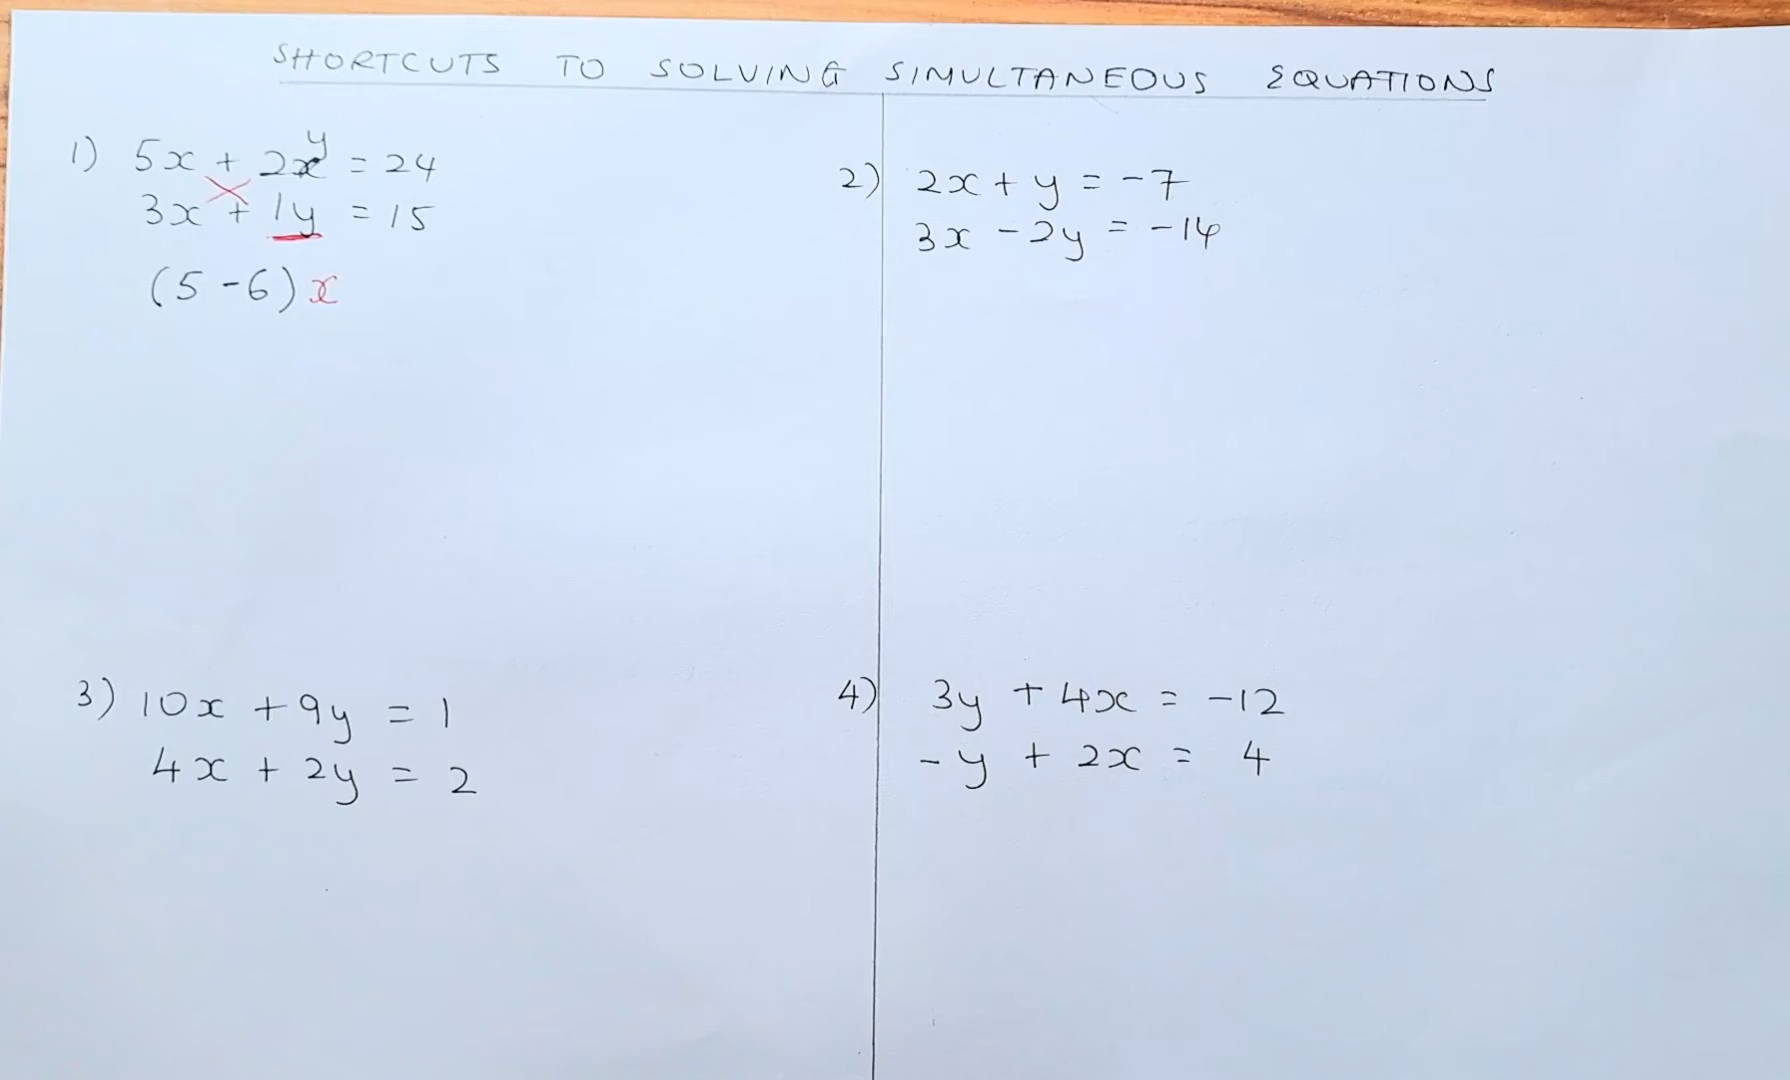 SHORTCUTS TO SOLVING SIMULTANEOUS EQUATIONS
1) 5x + 2y = 24
3x + 1y = 15
(5 - 6) x
2) 2x + y = -7
3x - 2y = -14
3) 10x + 9y = 1
4x + 2y = 2
4) 3y + 4x = -12
-y + 2x = 4